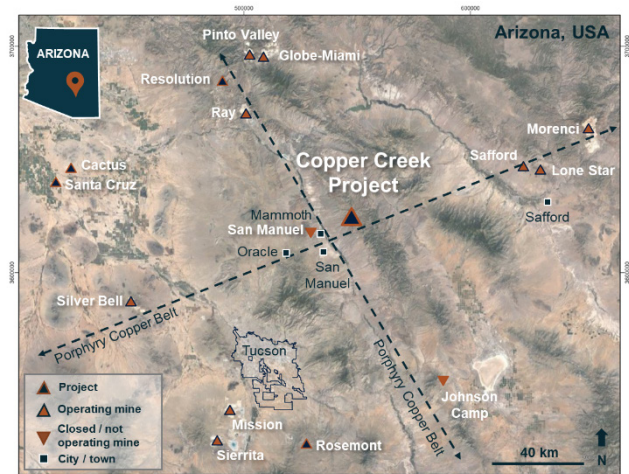 500000
600000
3700000
3600000
Arizona, USA
ARIZONA
Pinto Valley
Globe-Miami
Resolution
Ray
Morenci
Safford
Lone Star
Safford
Cactus
Santa Cruz
Copper Creek
Project
Mammoth
San Manuel
Oracle
San
Manuel
Silver Bell
Porphyry Copper Belt
Tucson
Porphyry Copper Belt
Johnson
Camp
Mission
Sierrita
Rosemont
Project
Operating mine
Closed / not
operating mine
City / town
40 km
N